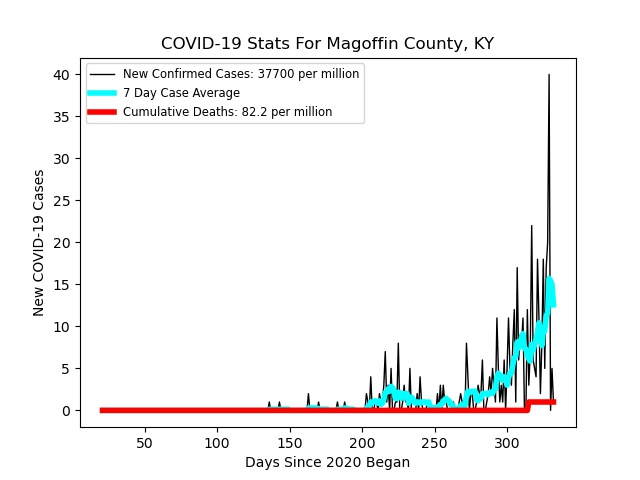 COVID-19 Stats For Magoffin County, KY
New Confirmed Cases: 37700 per million
7 Day Case Average
Cumulative Deaths: 82.2 per million
New COVID-19 Cases
40
35
30
25
20
15
10
5
0
50 100 150 200 250 300
Days Since 2020 Began